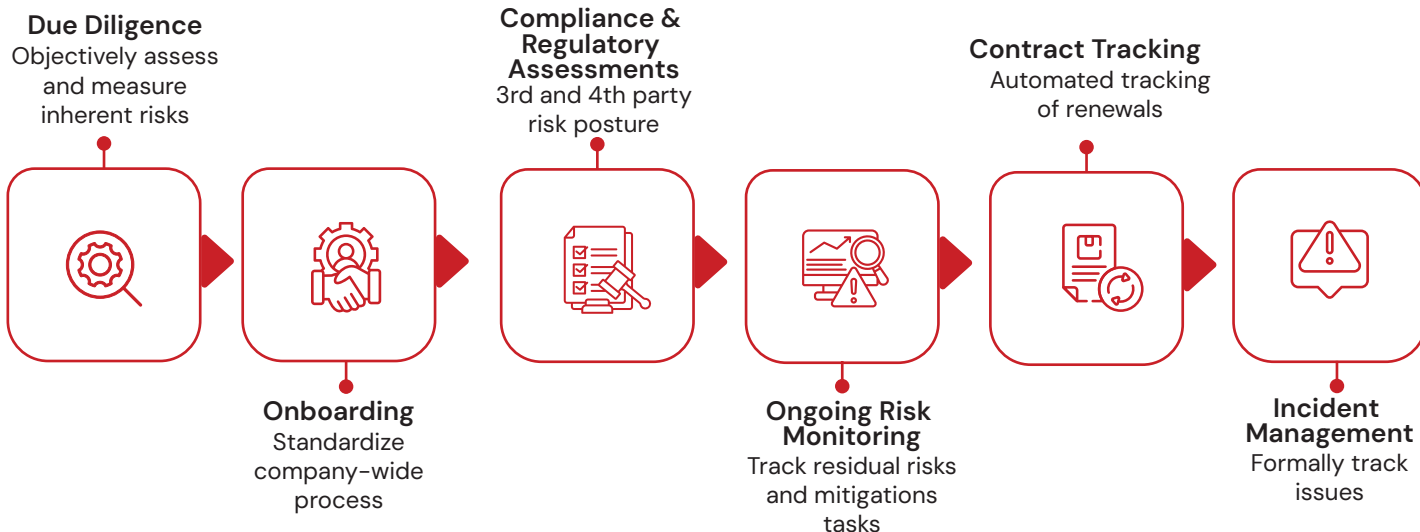 Due Diligence
Objectively assess
and measure
inherent risks
Onboarding
Standardize
company-wide
process
Compliance &
Regulatory
Assessments
3rd and 4th party
risk posture
Ongoing Risk
Monitoring
Track residual risks
and mitigations
tasks
Contract Tracking
Automated tracking
of renewals
Incident
Management
Formally track
issues